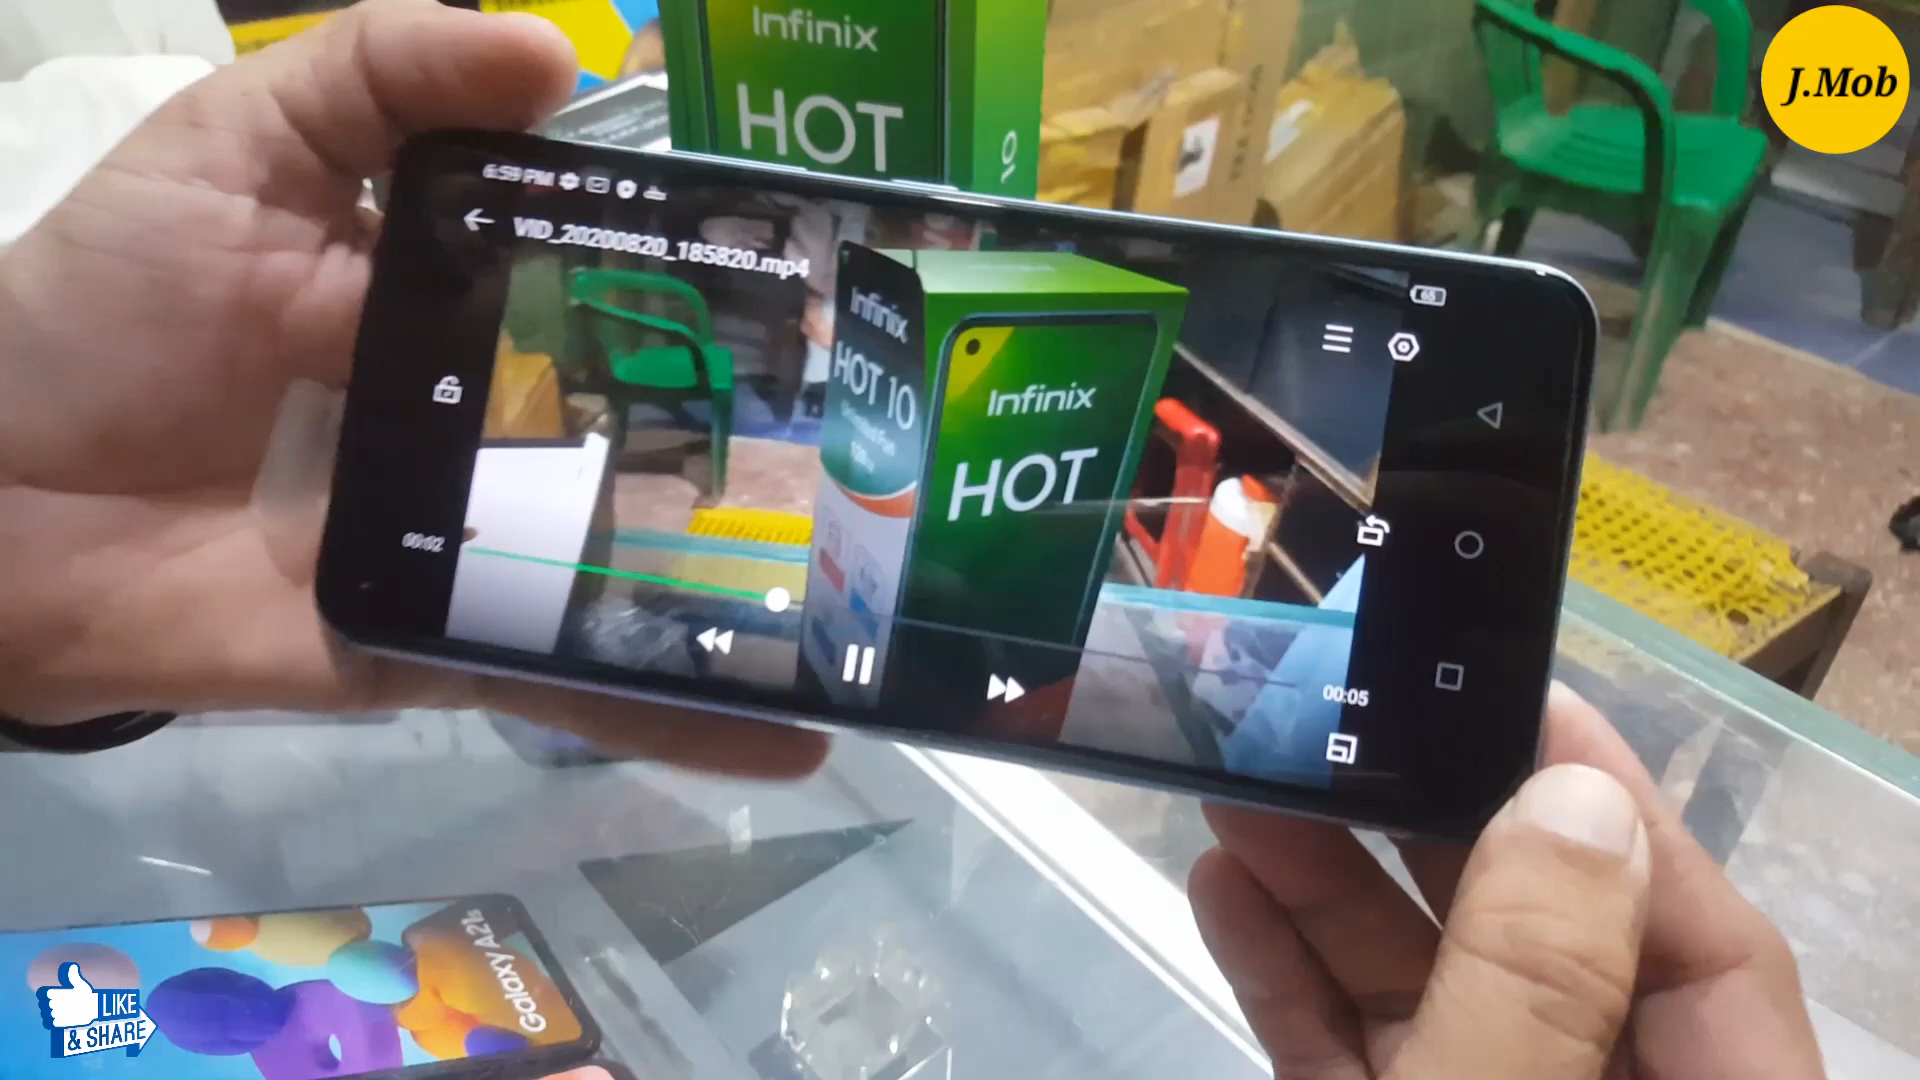 Infinix
HOT
10
J.Mob
6:59 PM
65
VID_20200820_185820.mp4
Infinix
HOT 10
Infinix
HOT
00:02
00:05
Galaxy A21s
LIKE
& SHARE